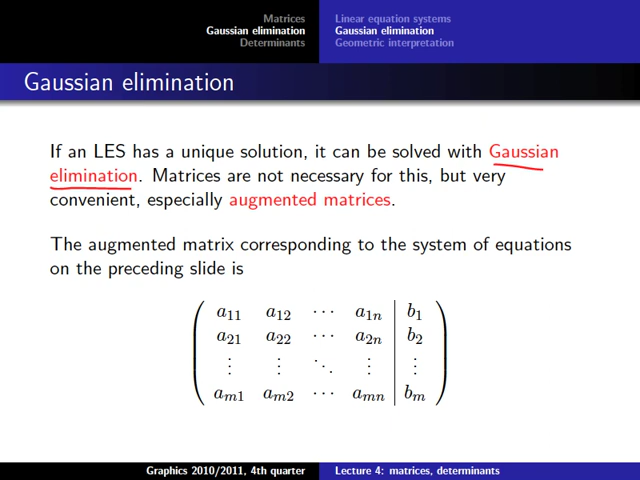 Matrices
Gaussian elimination
Determinants
Linear equation systems
Gaussian elimination
Geometric interpretation
Gaussian elimination
If an LES has a unique solution, it can be solved with Gaussian
elimination. Matrices are not necessary for this, but very
convenient, especially augmented matrices.
The augmented matrix corresponding to the system of equations
on the preceding slide is
a₁₁ a₁₂ ⋯ a₁ₙ | b₁
a₂₁ a₂₂ ⋯ a₂ₙ | b₂
⋮ ⋮ ⋱ ⋮ | ⋮
aₘ₁ aₘ₂ ⋯ aₘₙ | bₘ
Graphics 2010/2011, 4th quarter
Lecture 4: matrices, determinants